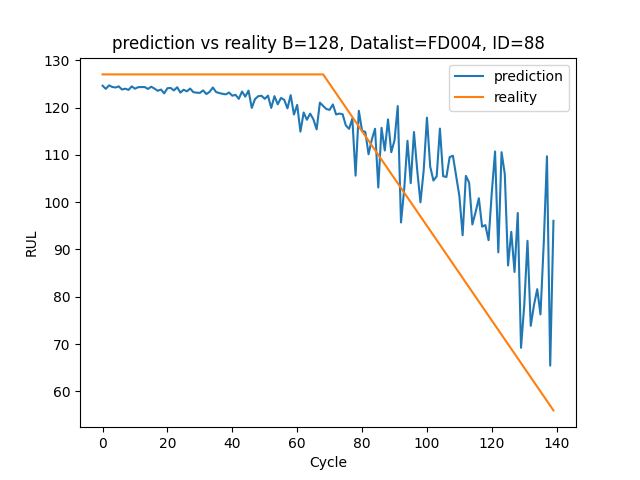 prediction vs reality B=128, Datalist=FD004, ID=88
prediction
reality
RUL
130
120
110
100
90
80
70
60
0 20 40 60 80 100 120 140
Cycle